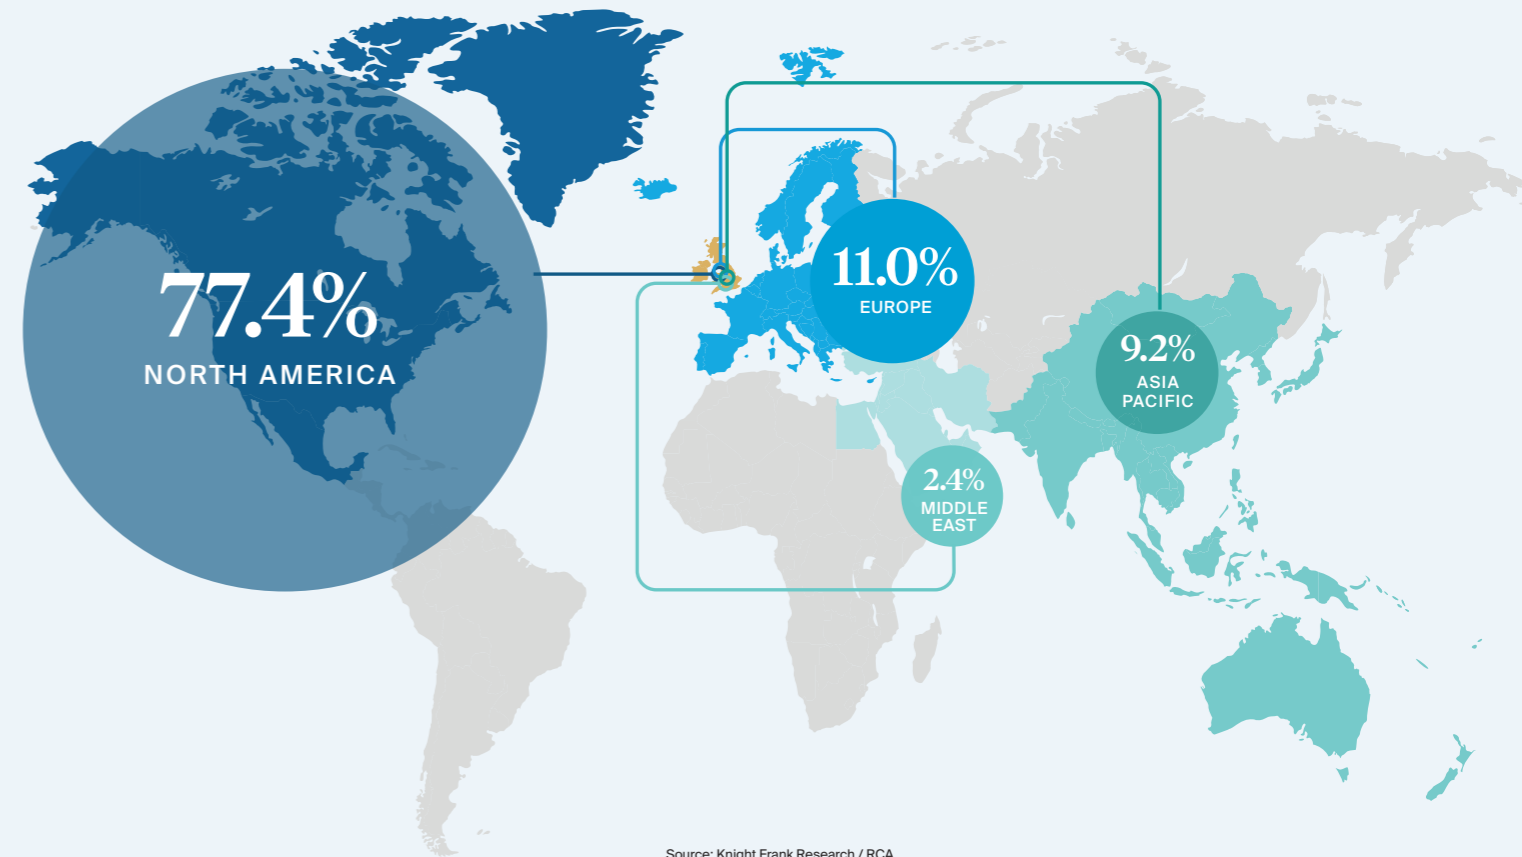 77.4%
NORTH AMERICA
11.0%
EUROPE
9.2%
ASIA
PACIFIC
2.4%
MIDDLE
EAST
Source: Knight Frank Research / RCA